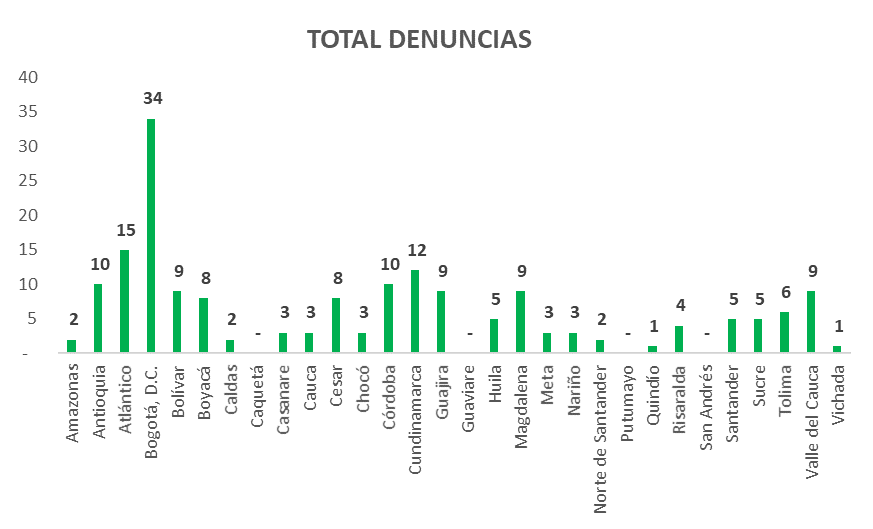 TOTAL DENUNCIAS
40
35
30
25
20
15
10
5
-
2
10
15
34
9
8
2
-
3
3
8
3
10
12
9
-
5
9
3
3
2
-
1
4
-
5
5
6
9
1
Amazonas
Antioquia
Atlántico
Bogotá, D.C.
Bolívar
Boyacá
Caldas
Caquetá
Casanare
Cauca
Cesar
Chocó
Córdoba
Cundinamarca
Guajira
Guaviare
Huila
Magdalena
Meta
Nariño
Norte de Santander
Putumayo
Quindío
Risaralda
San Andrés
Santander
Sucre
Tolima
Valle del Cauca
Vichada